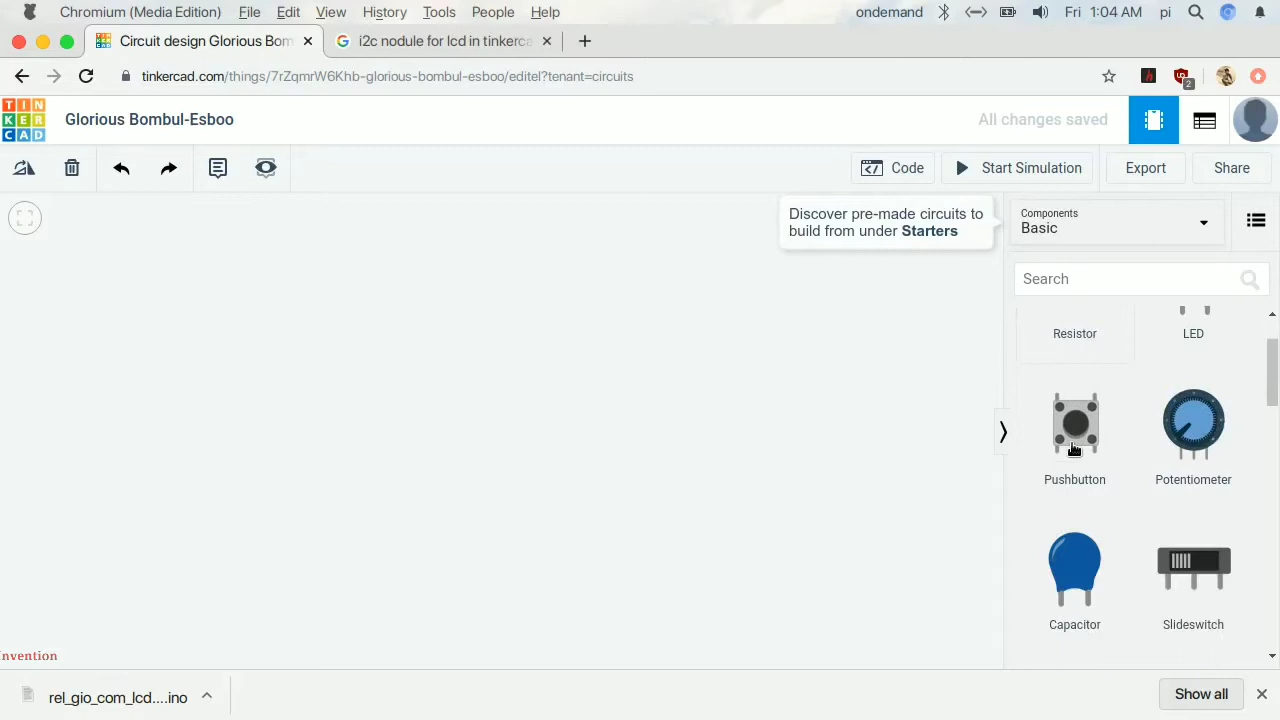 Chromium (Media Edition) File Edit View History Tools People Help ondemand Fri 1:04 AM pi
Circuit design Glorious Bom
i2c nodule for lcd in tinkerca
tinkercad.com/things/7rZqmrW6Khb-glorious-bombul-esboo/editel?tenant=circuits
2
TIN
KER
CAD
Glorious Bombul-Esboo
All changes saved
Code
Start Simulation
Export
Share
Discover pre-made circuits to
build from under Starters
Components
Basic
Search
Resistor
LED
Pushbutton
Potentiometer
Capacitor
Slideswitch
nvention
rel_gio_com_lcd....ino
Show all